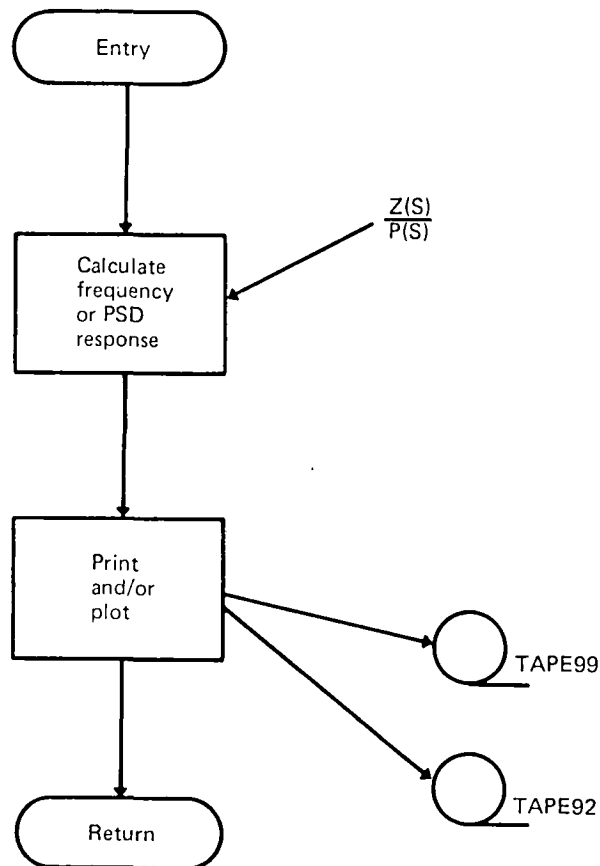 Entry
Z(S)
P(S)
Calculate
frequency
or PSD
response
Print
and/or
plot
TAPE99
TAPE92
Return